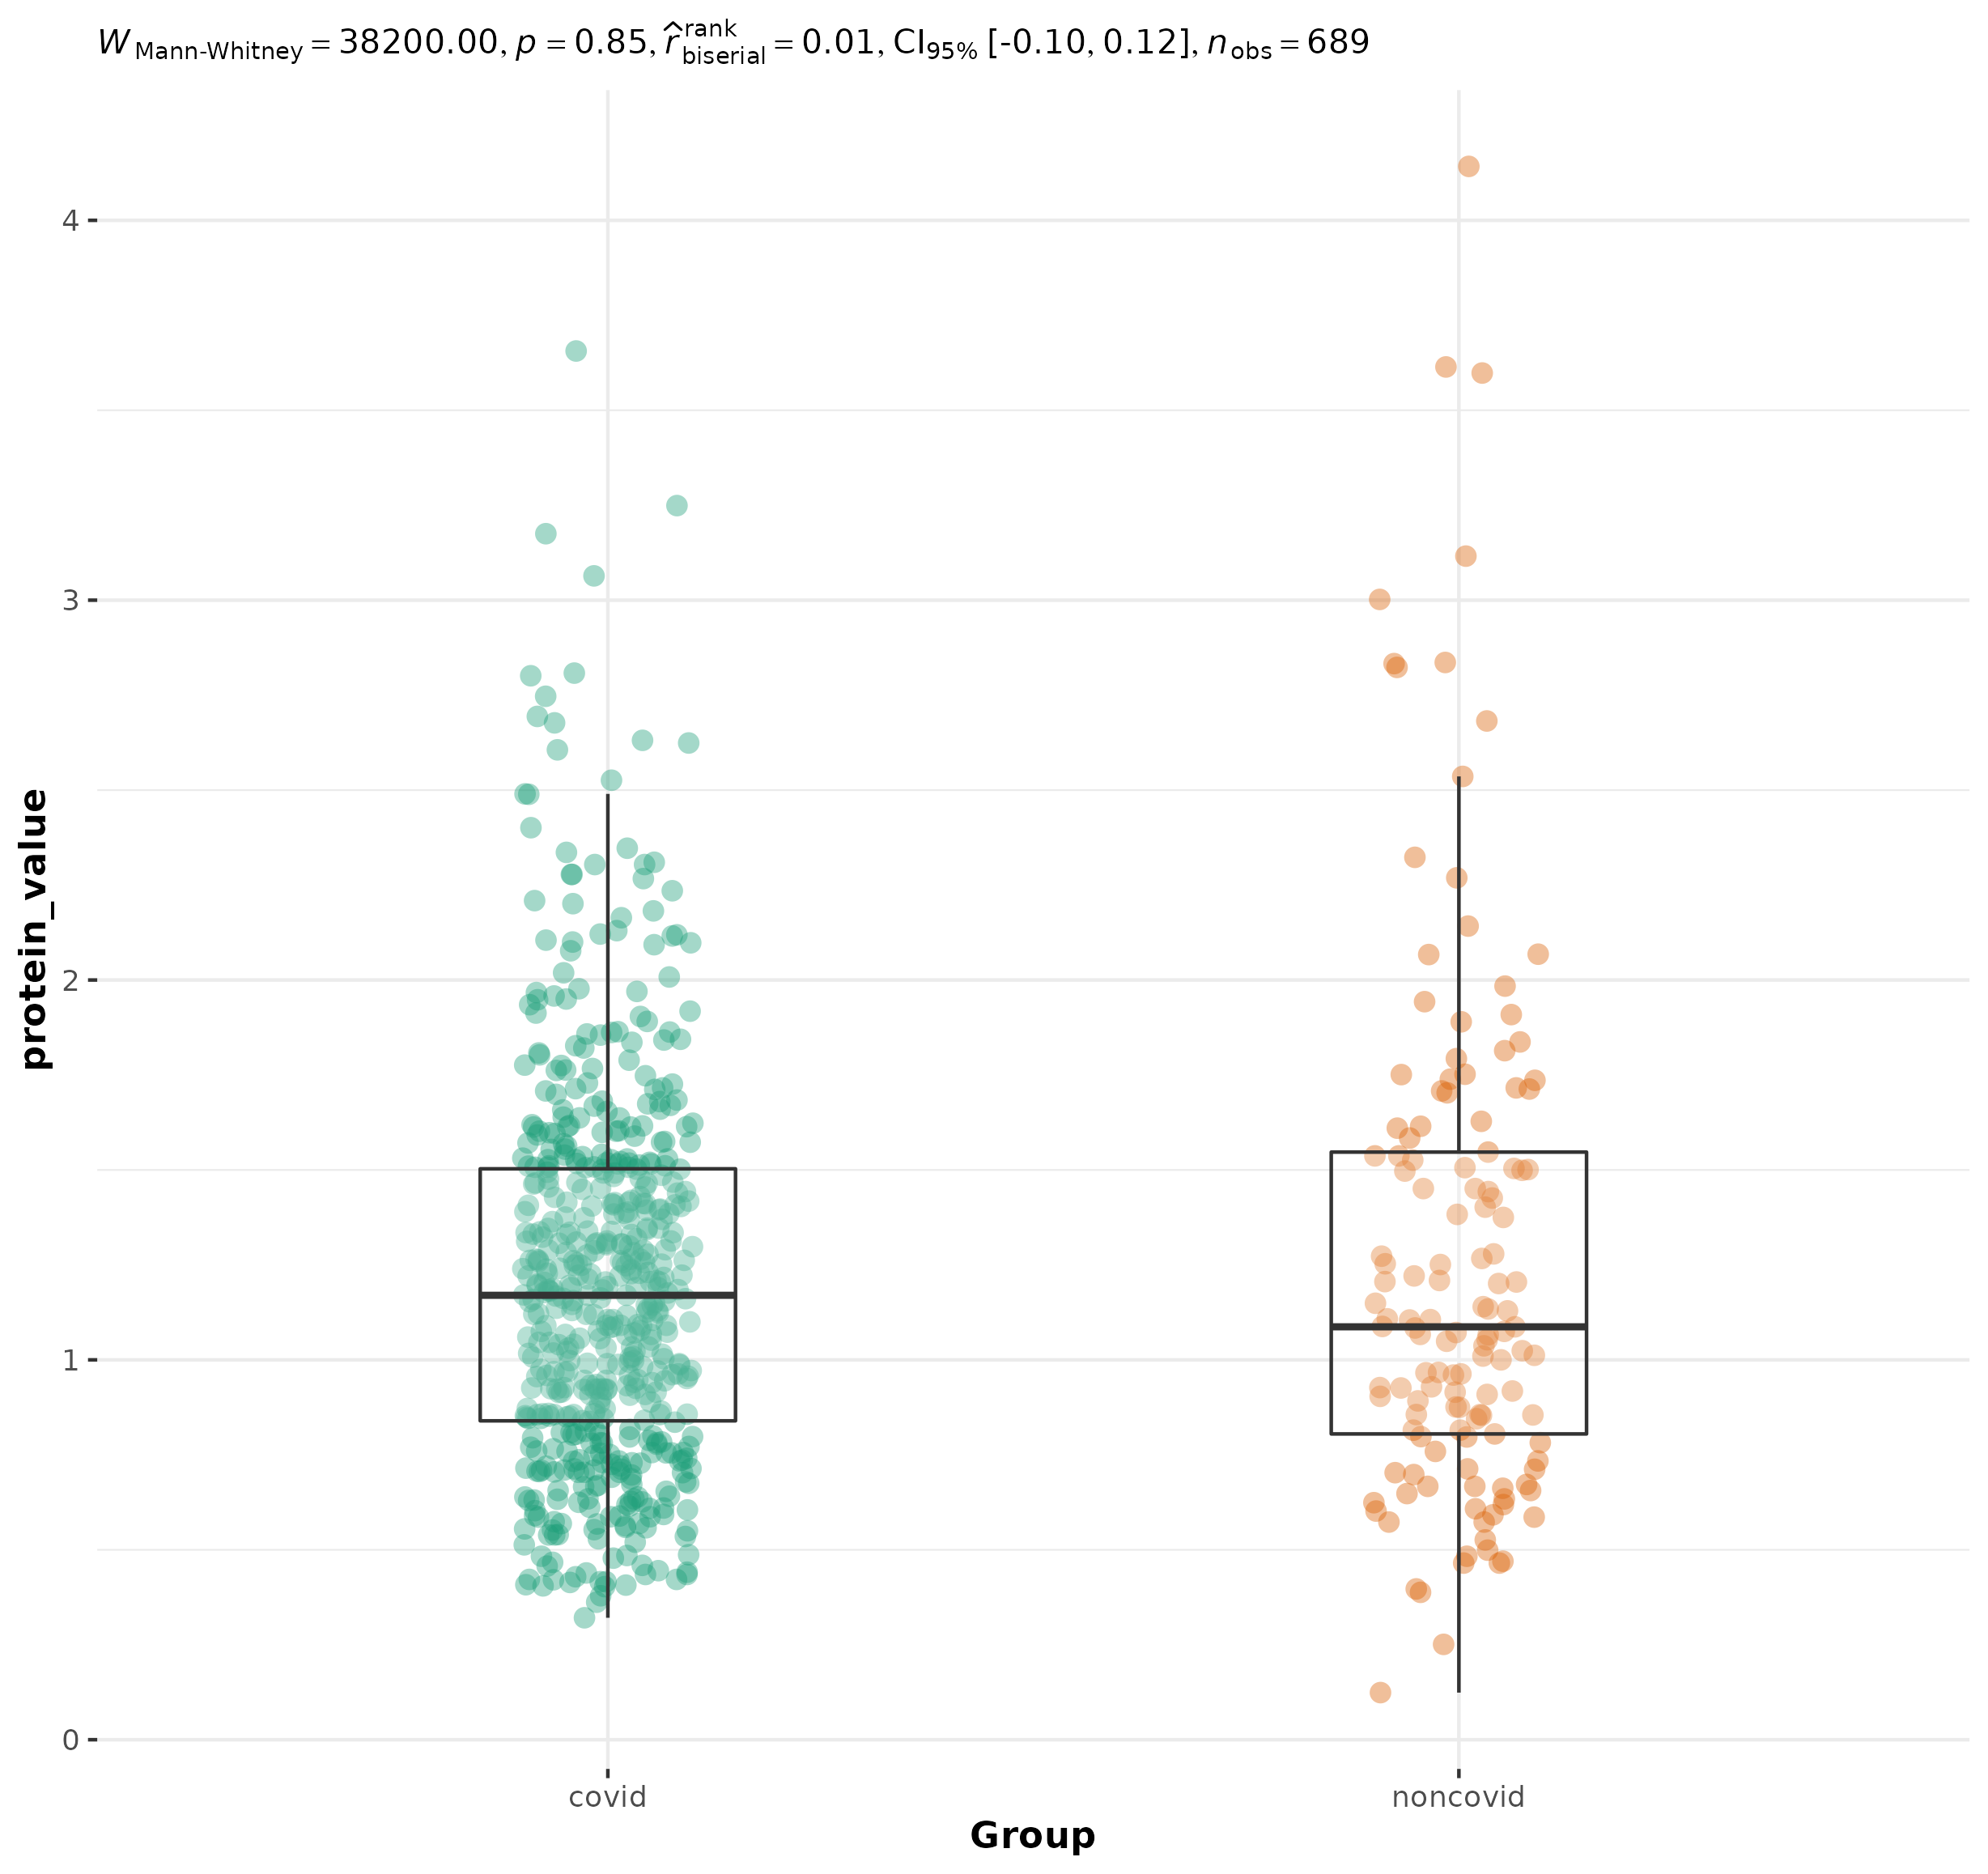 W Mann-Whitney = 38200.00, p = 0.85, r̂ rank biserial = 0.01, CI95% [-0.10, 0.12], n obs = 689
4
3
2
1
0
protein_value
covid noncovid
Group